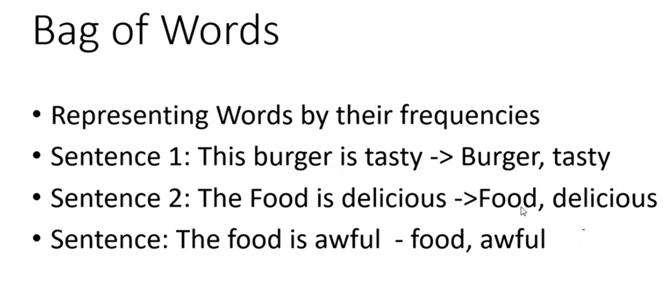 Bag of Words
• Representing Words by their frequencies
• Sentence 1: This burger is tasty -> Burger, tasty
• Sentence 2: The Food is delicious ->Food, delicious
• Sentence: The food is awful  - food, awful